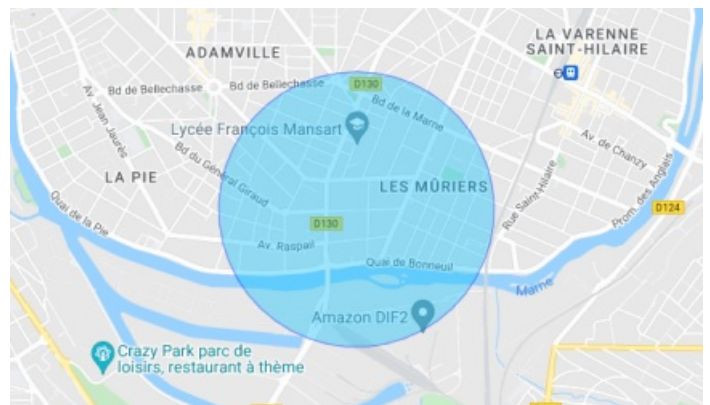 LA VARENNE
SAINT-HILAIRE
ADAMVILLE
Bd de Bellechasse
Bd de Bellechasse
D130
Bd de la Marne
Av. Jean Jaurès
Lycée François Mansart
Av. de Chanzy
Bd du Général Giraud
LA PIE
LES MÛRIERS
Rue Saint-Hilaire
Prom. des Anglais
D124
Quai de la Pie
D130
Av. Raspail
Quai de Bonneuil
Marne
Amazon DIF2
Crazy Park parc de
loisirs, restaurant à thème